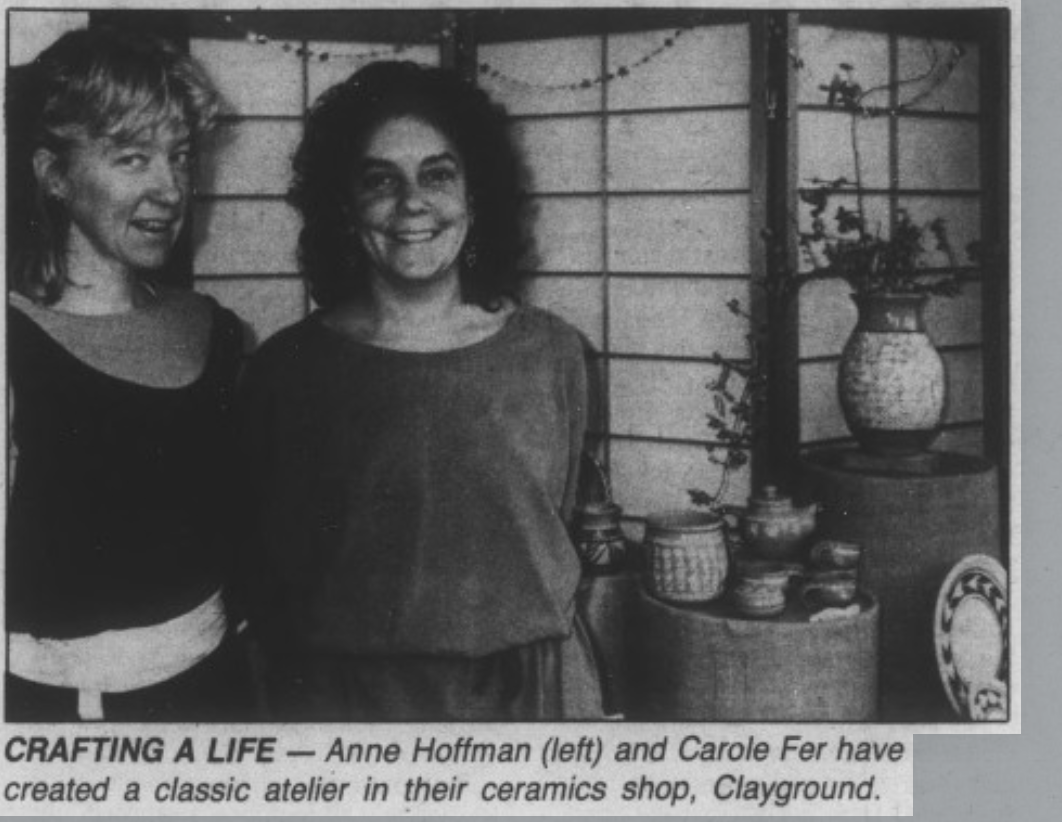 CRAFTING A LIFE — Anne Hoffman (left) and Carole Fer have
created a classic atelier in their ceramics shop, Clayground.